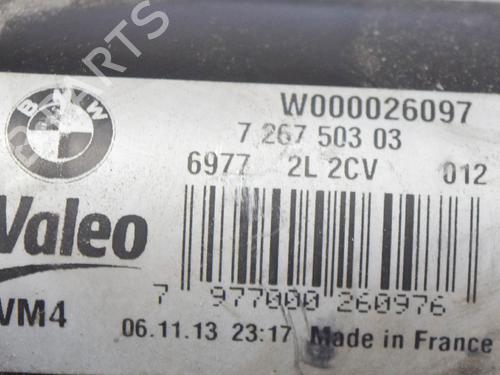 BMW
W000026097
7 267 503 03
6977 2L 2CV 012
Valeo
7 977000 260976
VM4
06.11.13 23:17 Made in France